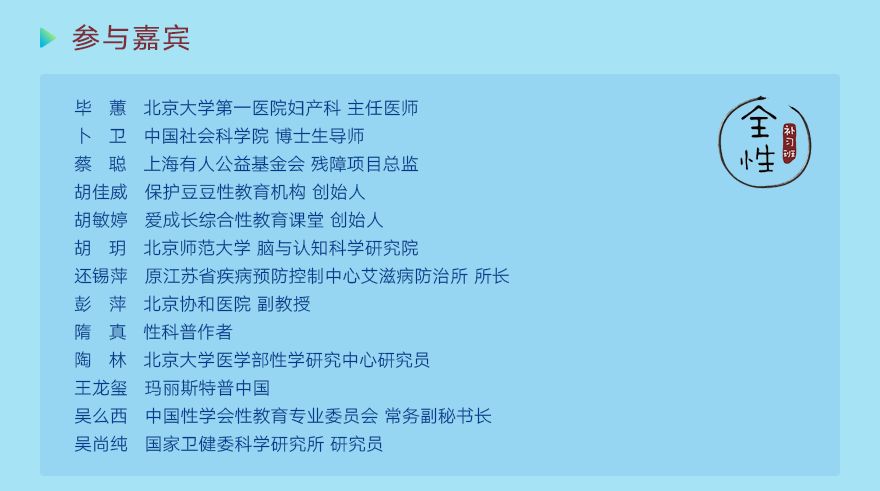 参与嘉宾
毕 蕙 北京大学第一医院妇产科 主任医师
卜 卫 中国社会科学院 博士生导师
蔡 聪 上海有人公益基金会 残障项目总监
胡佳威 保护豆豆性教育机构 创始人
胡敏婷 爱成长综合性教育课堂 创始人
胡 玥 北京师范大学 脑与认知科学研究院
还锡萍 原江苏省疾病预防控制中心艾滋病防治所 所长
彭 萍 北京协和医院 副教授
隋 真 性科普作者
陶 林 北京大学医学部性学研究中心研究员
王龙玺 玛丽斯特普中国
吴么西 中国性学会性教育专业委员会 常务副秘书长
吴尚纯 国家卫健委科学研究所 研究员
全性
补习班